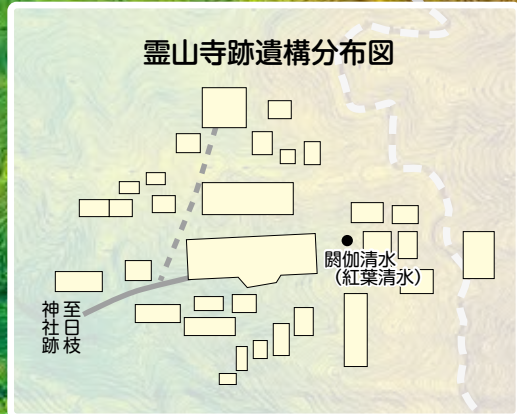 霊山寺跡遺構分布図
閼伽清水
（紅葉清水）
至日枝
神社跡